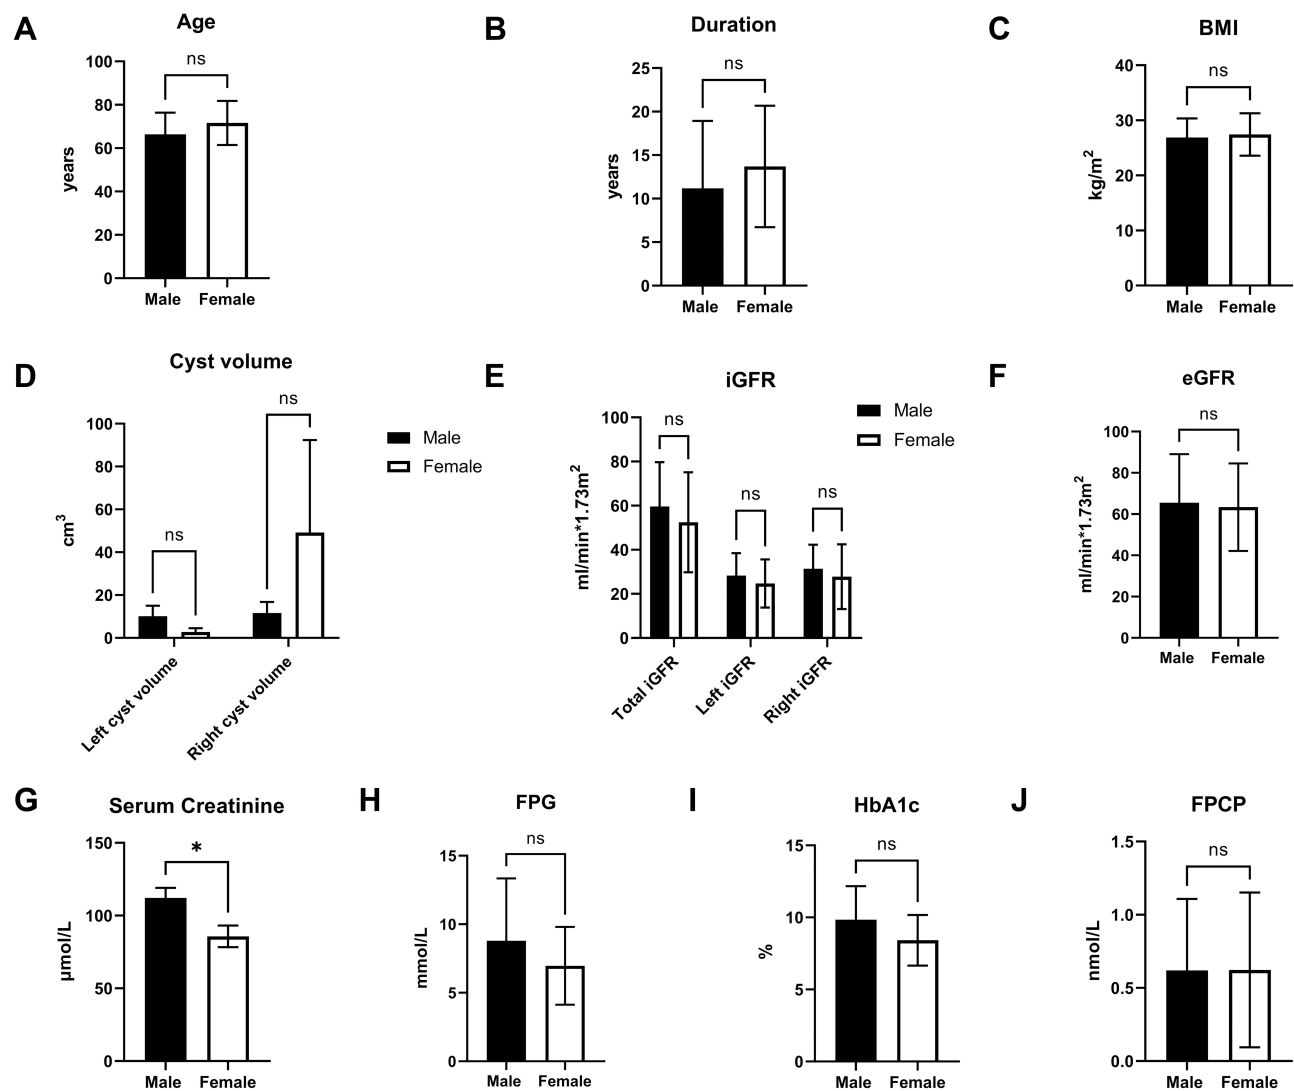 A
Age
ns
100
80
60
40
20
0
years
Male
Female
B
Duration
ns
25
20
15
10
5
0
years
Male
Female
C
BMI
ns
40
30
20
10
0
kg/m²
Male
Female
D
Cyst volume
ns
ns
100
80
60
40
20
0
cm³
Left cyst volume
Right cyst volume
Male
Female
E
iGFR
ns
ns
ns
100
80
60
40
20
0
ml/min*1.73m²
Total iGFR
Left iGFR
Right iGFR
Male
Female
F
eGFR
ns
100
80
60
40
20
0
ml/min*1.73m²
Male
Female
G
Serum Creatinine
*
150
100
50
0
µmol/L
Male
Female
H
FPG
ns
15
10
5
0
mmol/L
Male
Female
I
HbA1c
ns
15
10
5
0
%
Male
Female
J
FPCP
ns
1.5
1.0
0.5
0.0
nmol/L
Male
Female